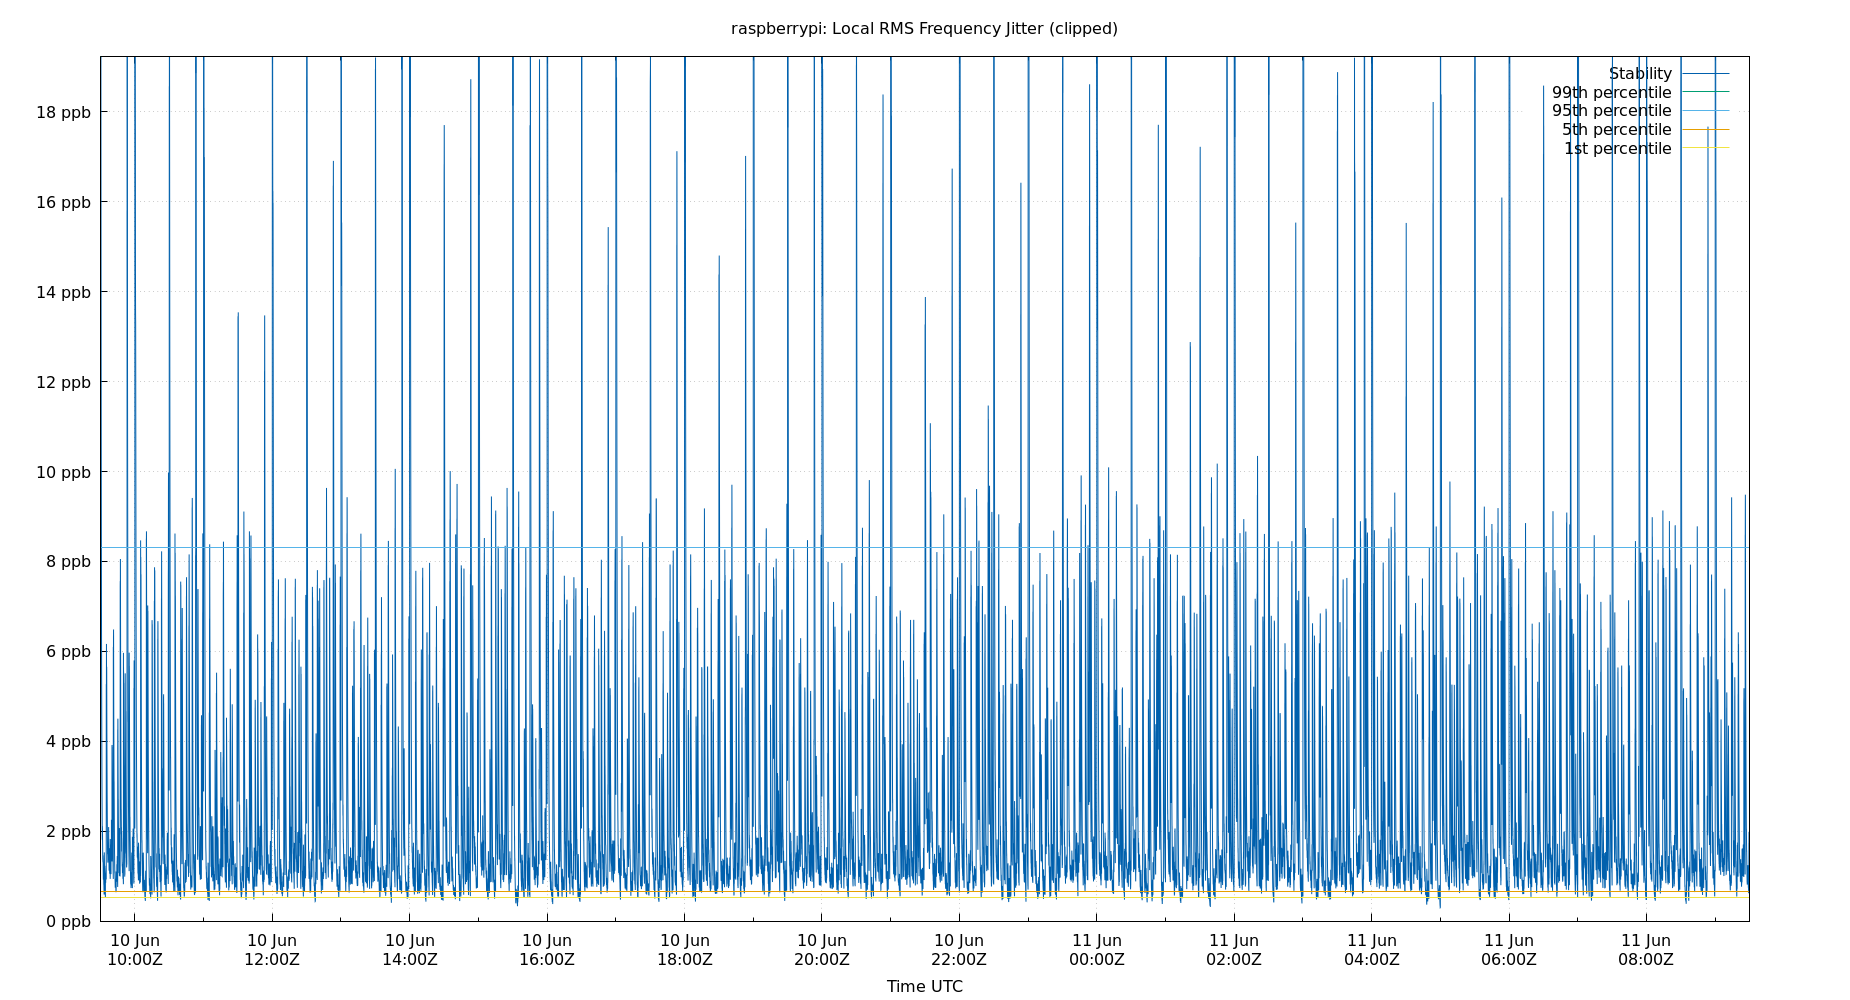 raspberrypi: Local RMS Frequency Jitter (clipped)
Stability
99th percentile
95th percentile
5th percentile
1st percentile
18 ppb
16 ppb
14 ppb
12 ppb
10 ppb
8 ppb
6 ppb
4 ppb
2 ppb
0 ppb
10 Jun 10 Jun 10 Jun 10 Jun 10 Jun 10 Jun 10 Jun 11 Jun 11 Jun 11 Jun 11 Jun 11 Jun
10:00Z 12:00Z 14:00Z 16:00Z 18:00Z 20:00Z 22:00Z 00:00Z 02:00Z 04:00Z 06:00Z 08:00Z
Time UTC